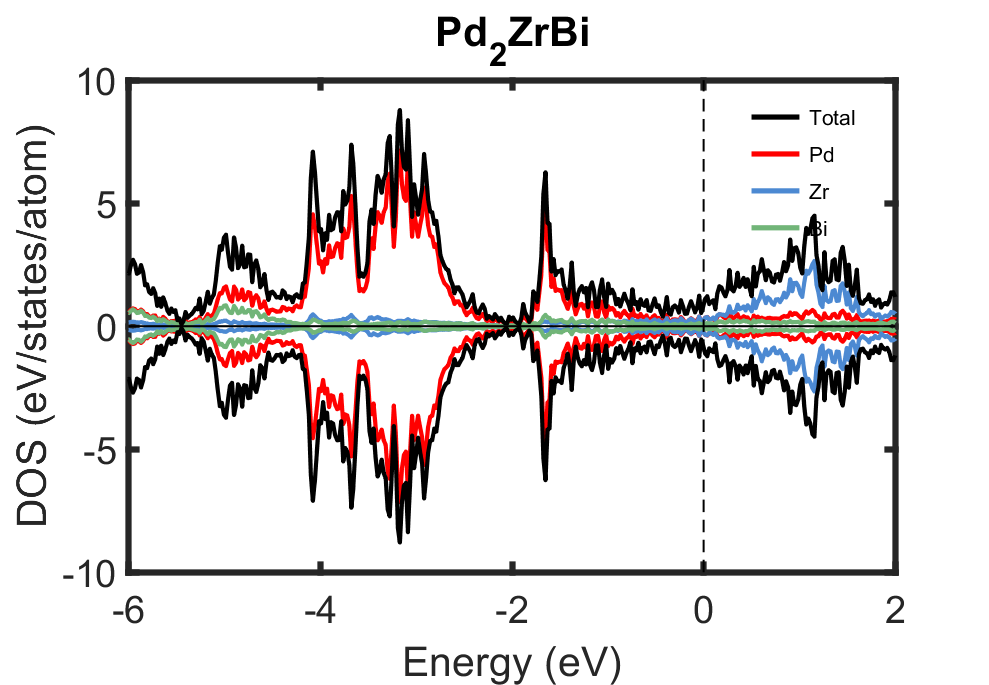 Pd₂ZrBi
DOS (eV/states/atom)
10
5
0
-5
-10
Total
Pd
Zr
Bi
-6 -4 -2 0 2
Energy (eV)